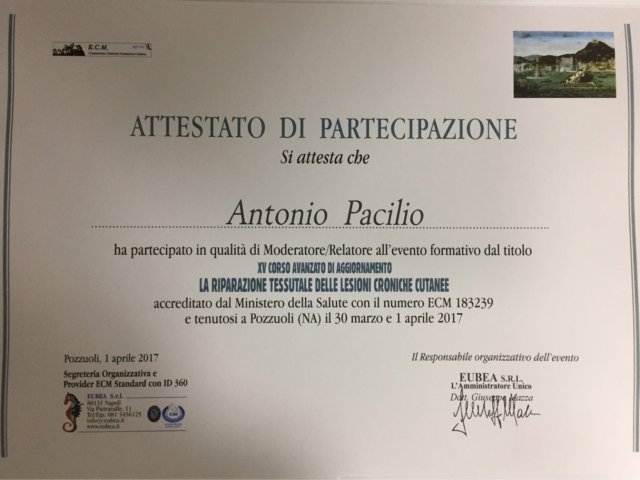 E.C.M.
ATTESTATO DI PARTECIPAZIONE
Si attesta che
Antonio Pacilio
ha partecipato in qualità di Moderatore/Relatore all'evento formativo dal titolo
XV CORSO AVANZATO DI AGGIORNAMENTO
LA RIPARAZIONE TESSUTALE DELLE LESIONI CRONICHE CUTANEE
accreditato dal Ministero della Salute con il numero ECM 183239
e tenutosi a Pozzuoli (NA) il 30 marzo e 1 aprile 2017
Pozzuoli, 1 aprile 2017
Il Responsabile organizzativo dell'evento
Segreteria Organizzativa e
Provider ECM Standard con ID 360
EUBEA S.r.l.
80135 Napoli
EUBEA S.R.L.
L'Amministratore Unico
Dott. Giuseppe Mazza